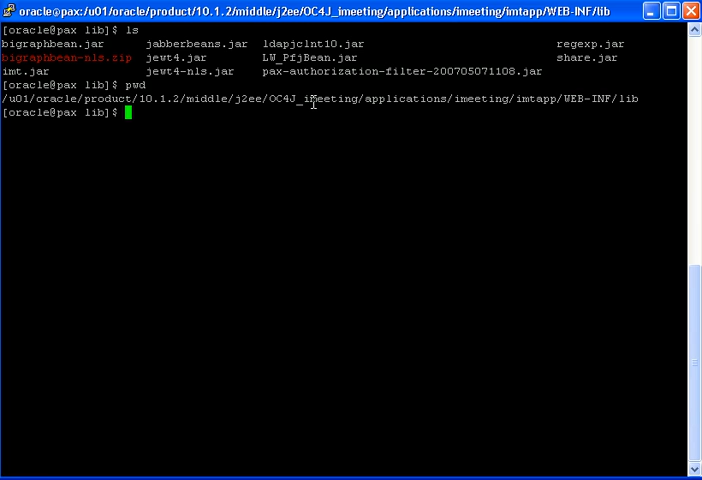 oracle@pax:/u01/oracle/product/10.1.2/middle/j2ee/OC4J_imeeting/applications/imeeting/imtapp/WEB-INF/lib
[oracle@pax lib]$ ls
bigraphbean.jar jabberbeans.jar ldapjclnt10.jar regexp.jar
bigraphbean-nls.zip jewt4.jar LW_PfjBean.jar share.jar
imt.jar jewt4-nls.jar pax-authorization-filter-200705071108.jar
[oracle@pax lib]$ pwd
/u01/oracle/product/10.1.2/middle/j2ee/OC4J_imeeting/applications/imeeting/imtapp/WEB-INF/lib
[oracle@pax lib]$